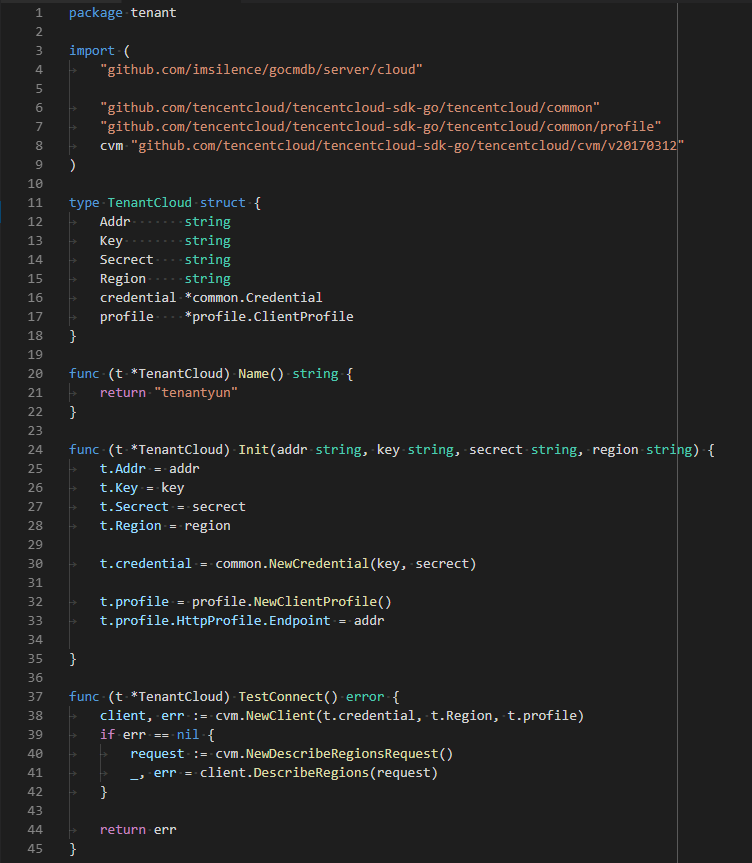 1 package tenant
2
3 import (
4 "github.com/imsilence/gocmdb/server/cloud"
5
6 "github.com/tencentcloud/tencentcloud-sdk-go/tencentcloud/common"
7 "github.com/tencentcloud/tencentcloud-sdk-go/tencentcloud/common/profile"
8 cvm "github.com/tencentcloud/tencentcloud-sdk-go/tencentcloud/cvm/v20170312"
9 )
10
11 type TenantCloud struct {
12 Addr string
13 Key string
14 Secrect string
15 Region string
16 credential *common.Credential
17 profile *profile.ClientProfile
18 }
19
20 func (t *TenantCloud) Name() string {
21 return "tenantyun"
22 }
23
24 func (t *TenantCloud) Init(addr string, key string, secrect string, region string) {
25 t.Addr = addr
26 t.Key = key
27 t.Secrect = secrect
28 t.Region = region
29
30 t.credential = common.NewCredential(key, secrect)
31
32 t.profile = profile.NewClientProfile()
33 t.profile.HttpProfile.Endpoint = addr
34
35 }
36
37 func (t *TenantCloud) TestConnect() error {
38 client, err := cvm.NewClient(t.credential, t.Region, t.profile)
39 if err == nil {
40 request := cvm.NewDescribeRegionsRequest()
41 _, err = client.DescribeRegions(request)
42 }
43
44 return err
45 }